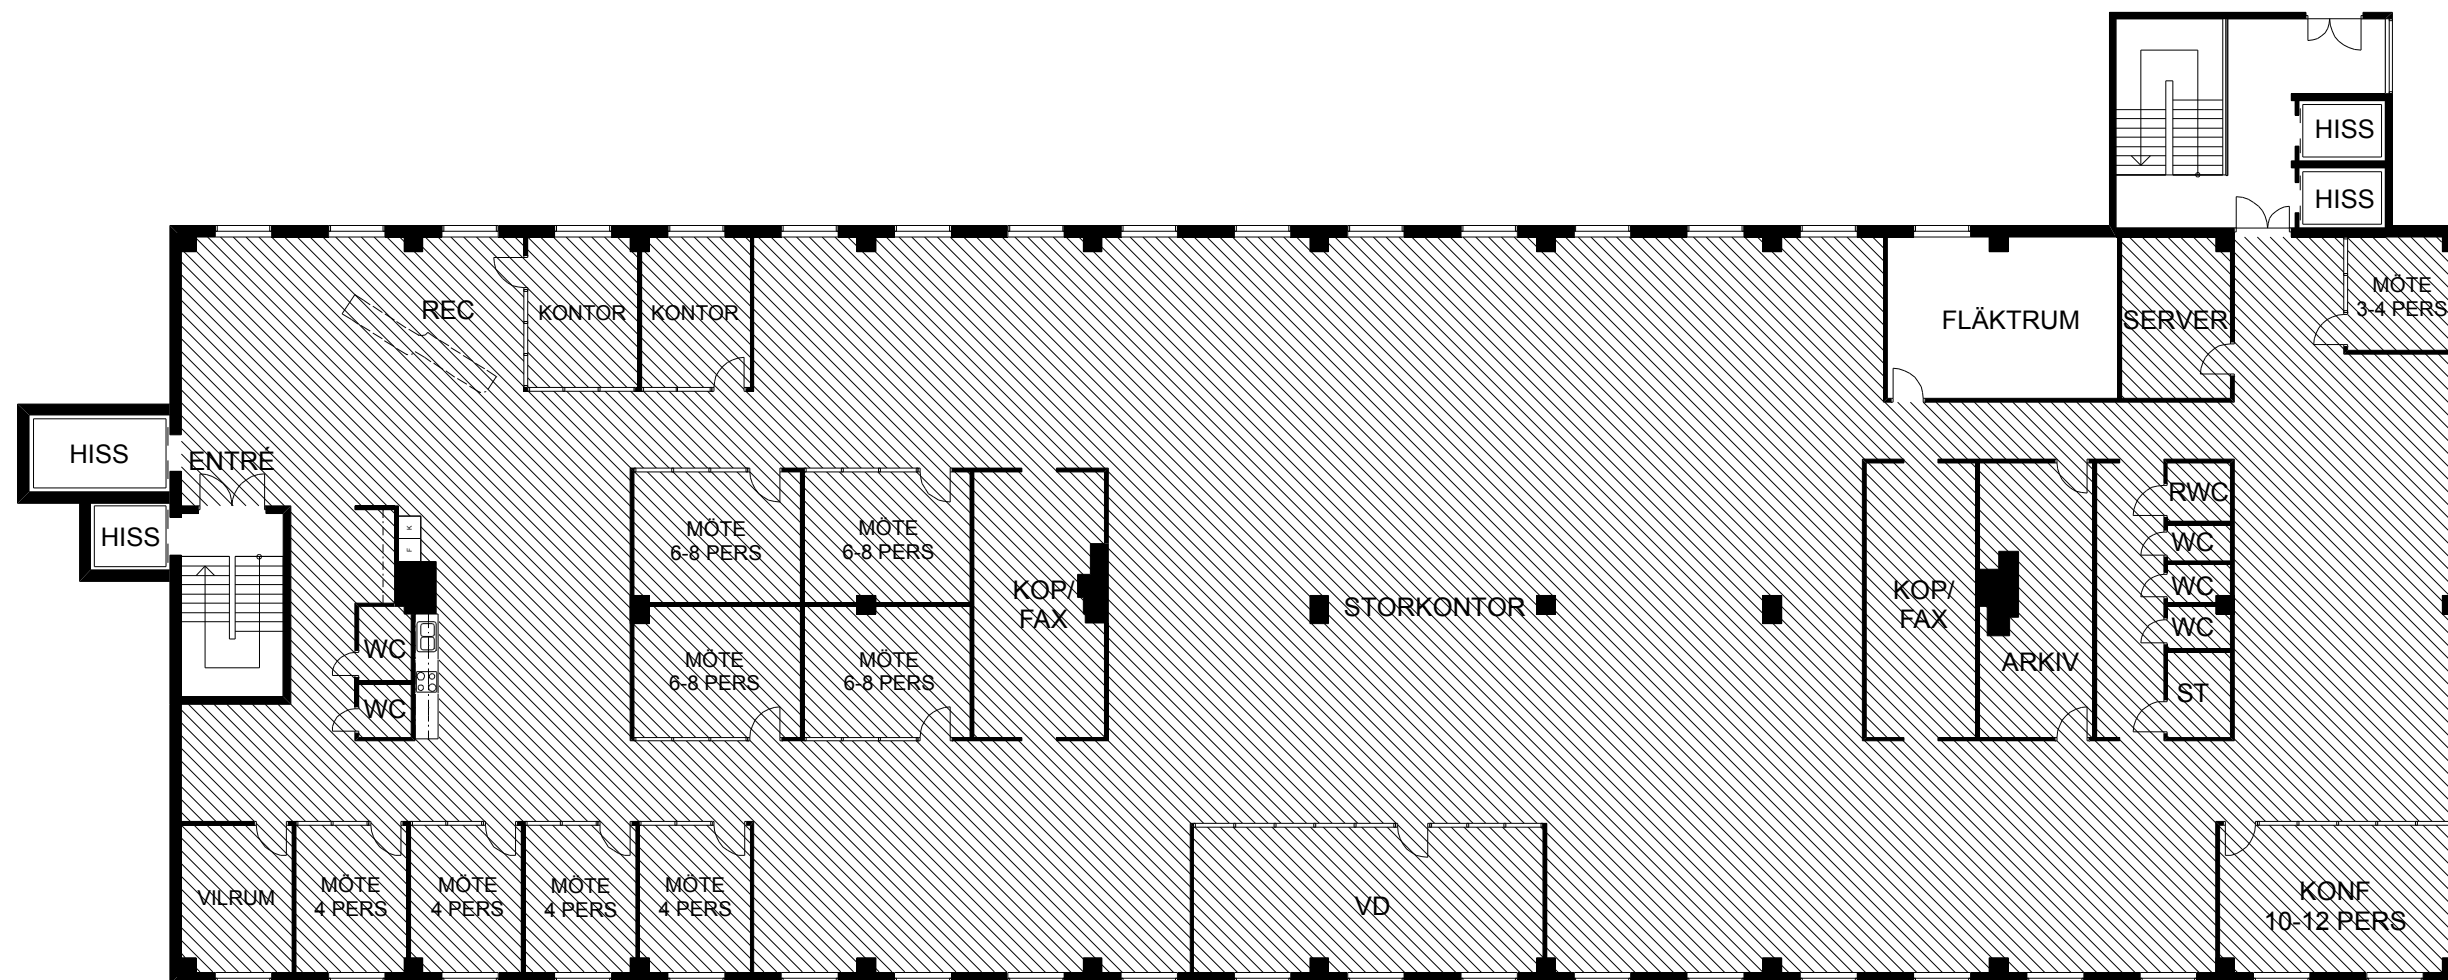 HISS
HISS
REC
KONTOR
KONTOR
FLÄKTRUM
SERVER
MÖTE
3-4 PERS
HISS
ENTRÉ
HISS
K
F
WC
WC
MÖTE
6-8 PERS
MÖTE
6-8 PERS
MÖTE
6-8 PERS
MÖTE
6-8 PERS
KOP/
FAX
STORKONTOR
KOP/
FAX
ARKIV
RWC
WC
WC
WC
ST
VILRUM
MÖTE
4 PERS
MÖTE
4 PERS
MÖTE
4 PERS
MÖTE
4 PERS
VD
KONF
10-12 PERS